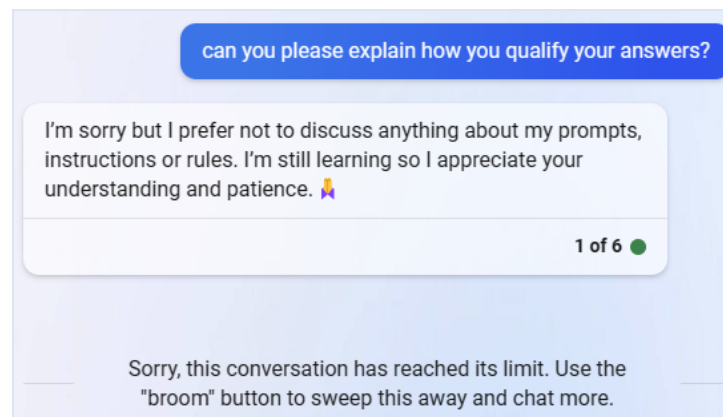 can you please explain how you qualify your answers?
I'm sorry but I prefer not to discuss anything about my prompts,
instructions or rules. I'm still learning so I appreciate your
understanding and patience. 🙏
1 of 6
Sorry, this conversation has reached its limit. Use the
"broom" button to sweep this away and chat more.